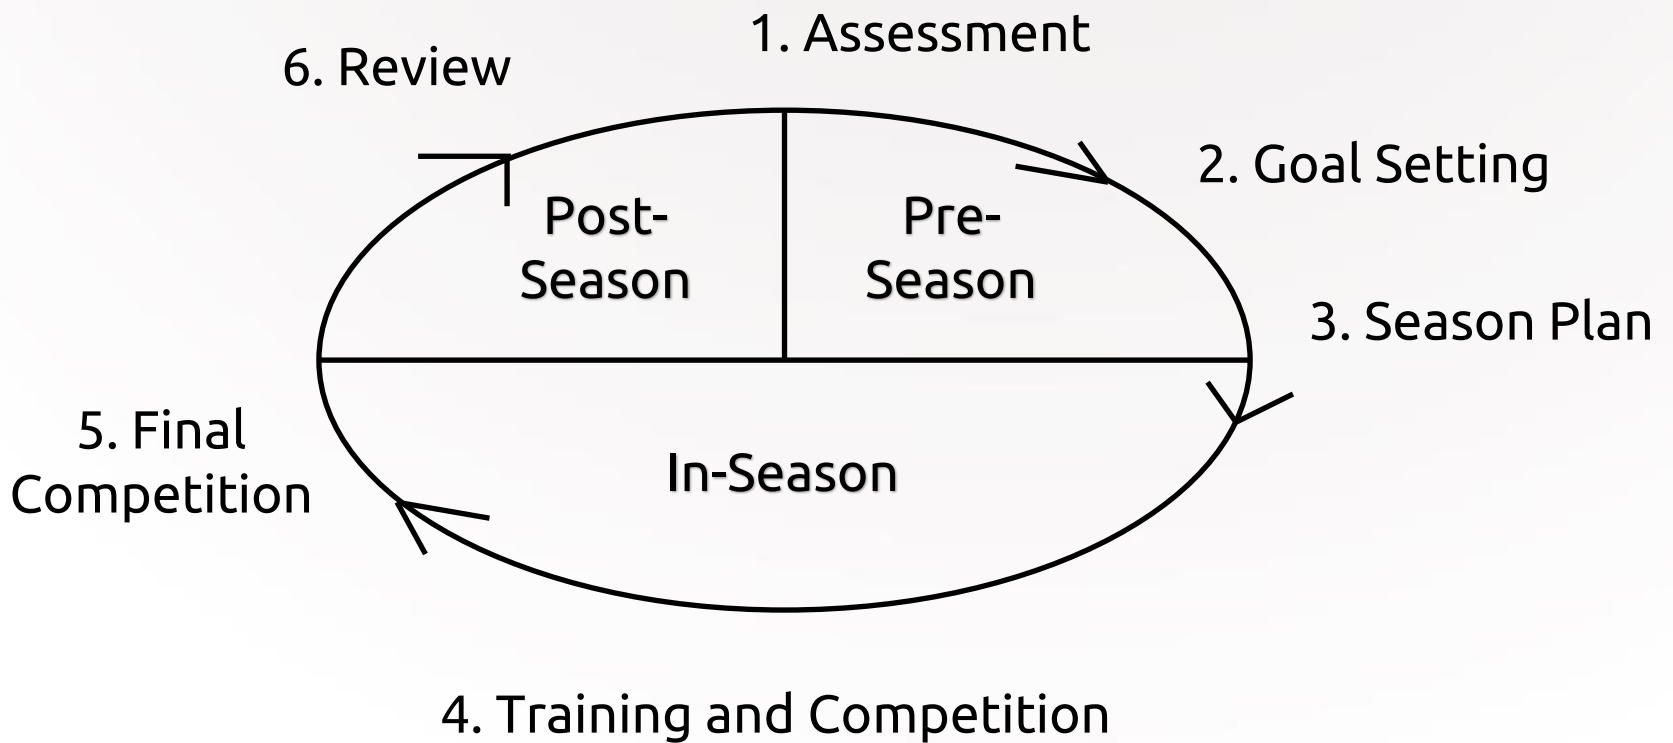 1. Assessment
6. Review
2. Goal Setting
Post-
Season
Pre-
Season
3. Season Plan
5. Final
Competition
In-Season
4. Training and Competition